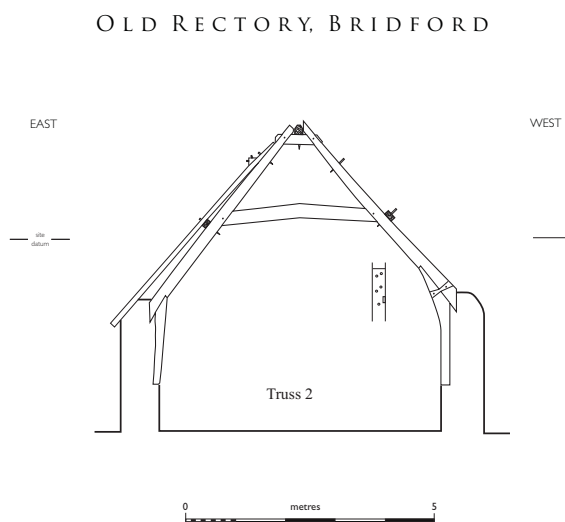 OLD RECTORY, BRIDFORD
EAST
WEST
site
datum
Truss 2
0 metres 5